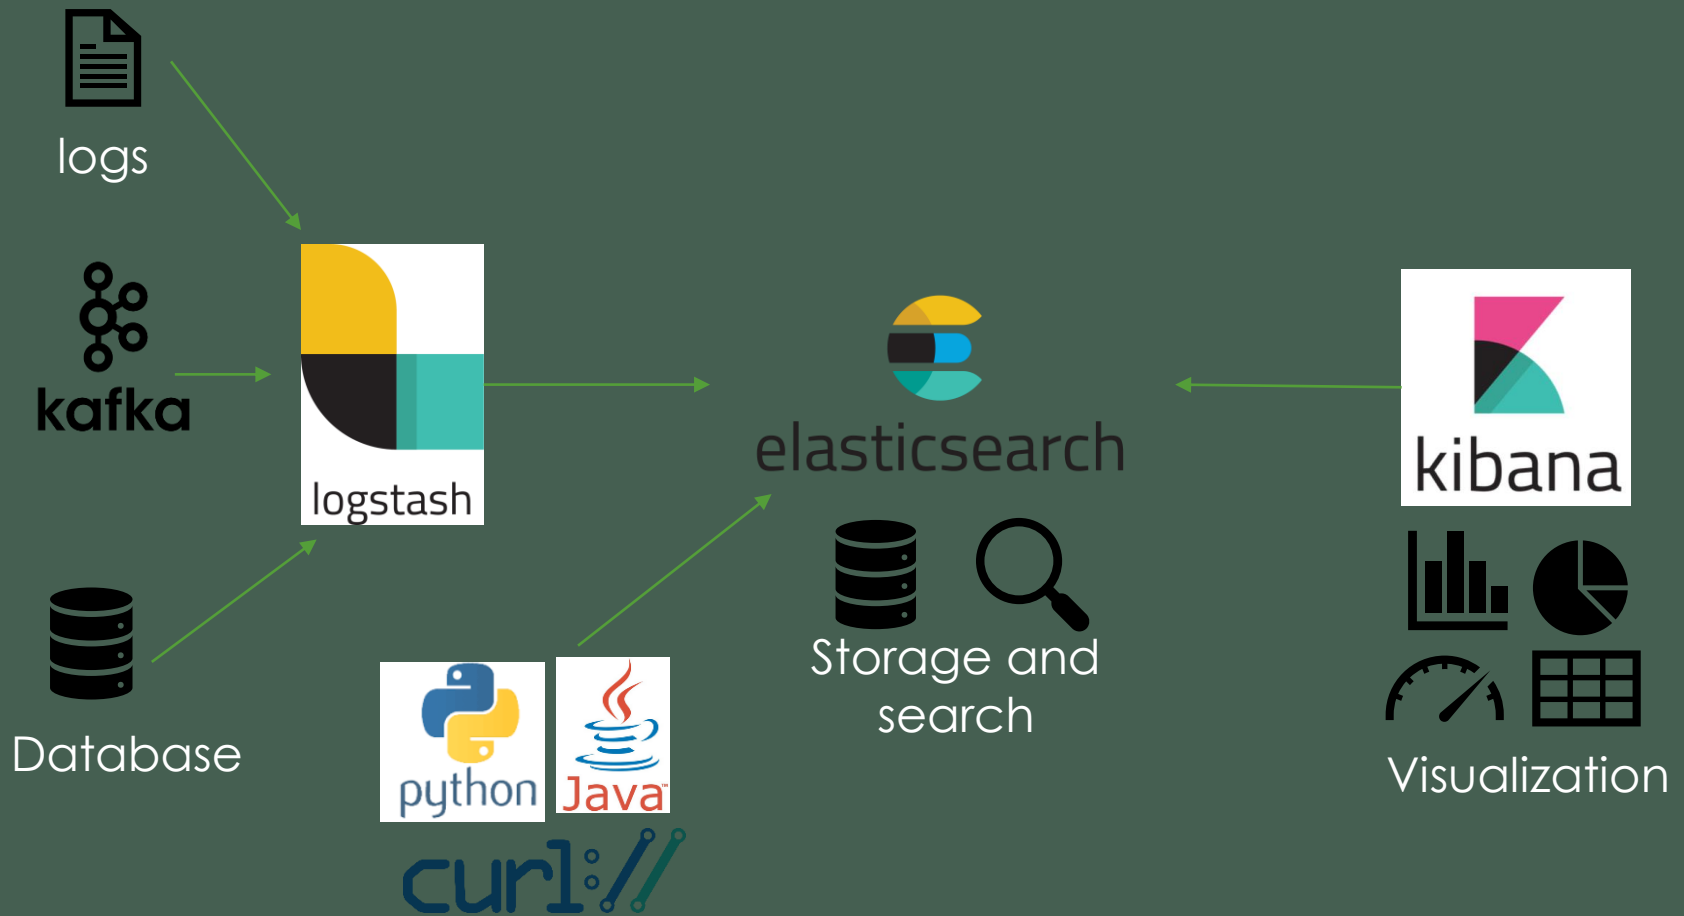 logs
kafka
logstash
elasticsearch
kibana
Database
python
Java
curl://
Storage and
search
Visualization